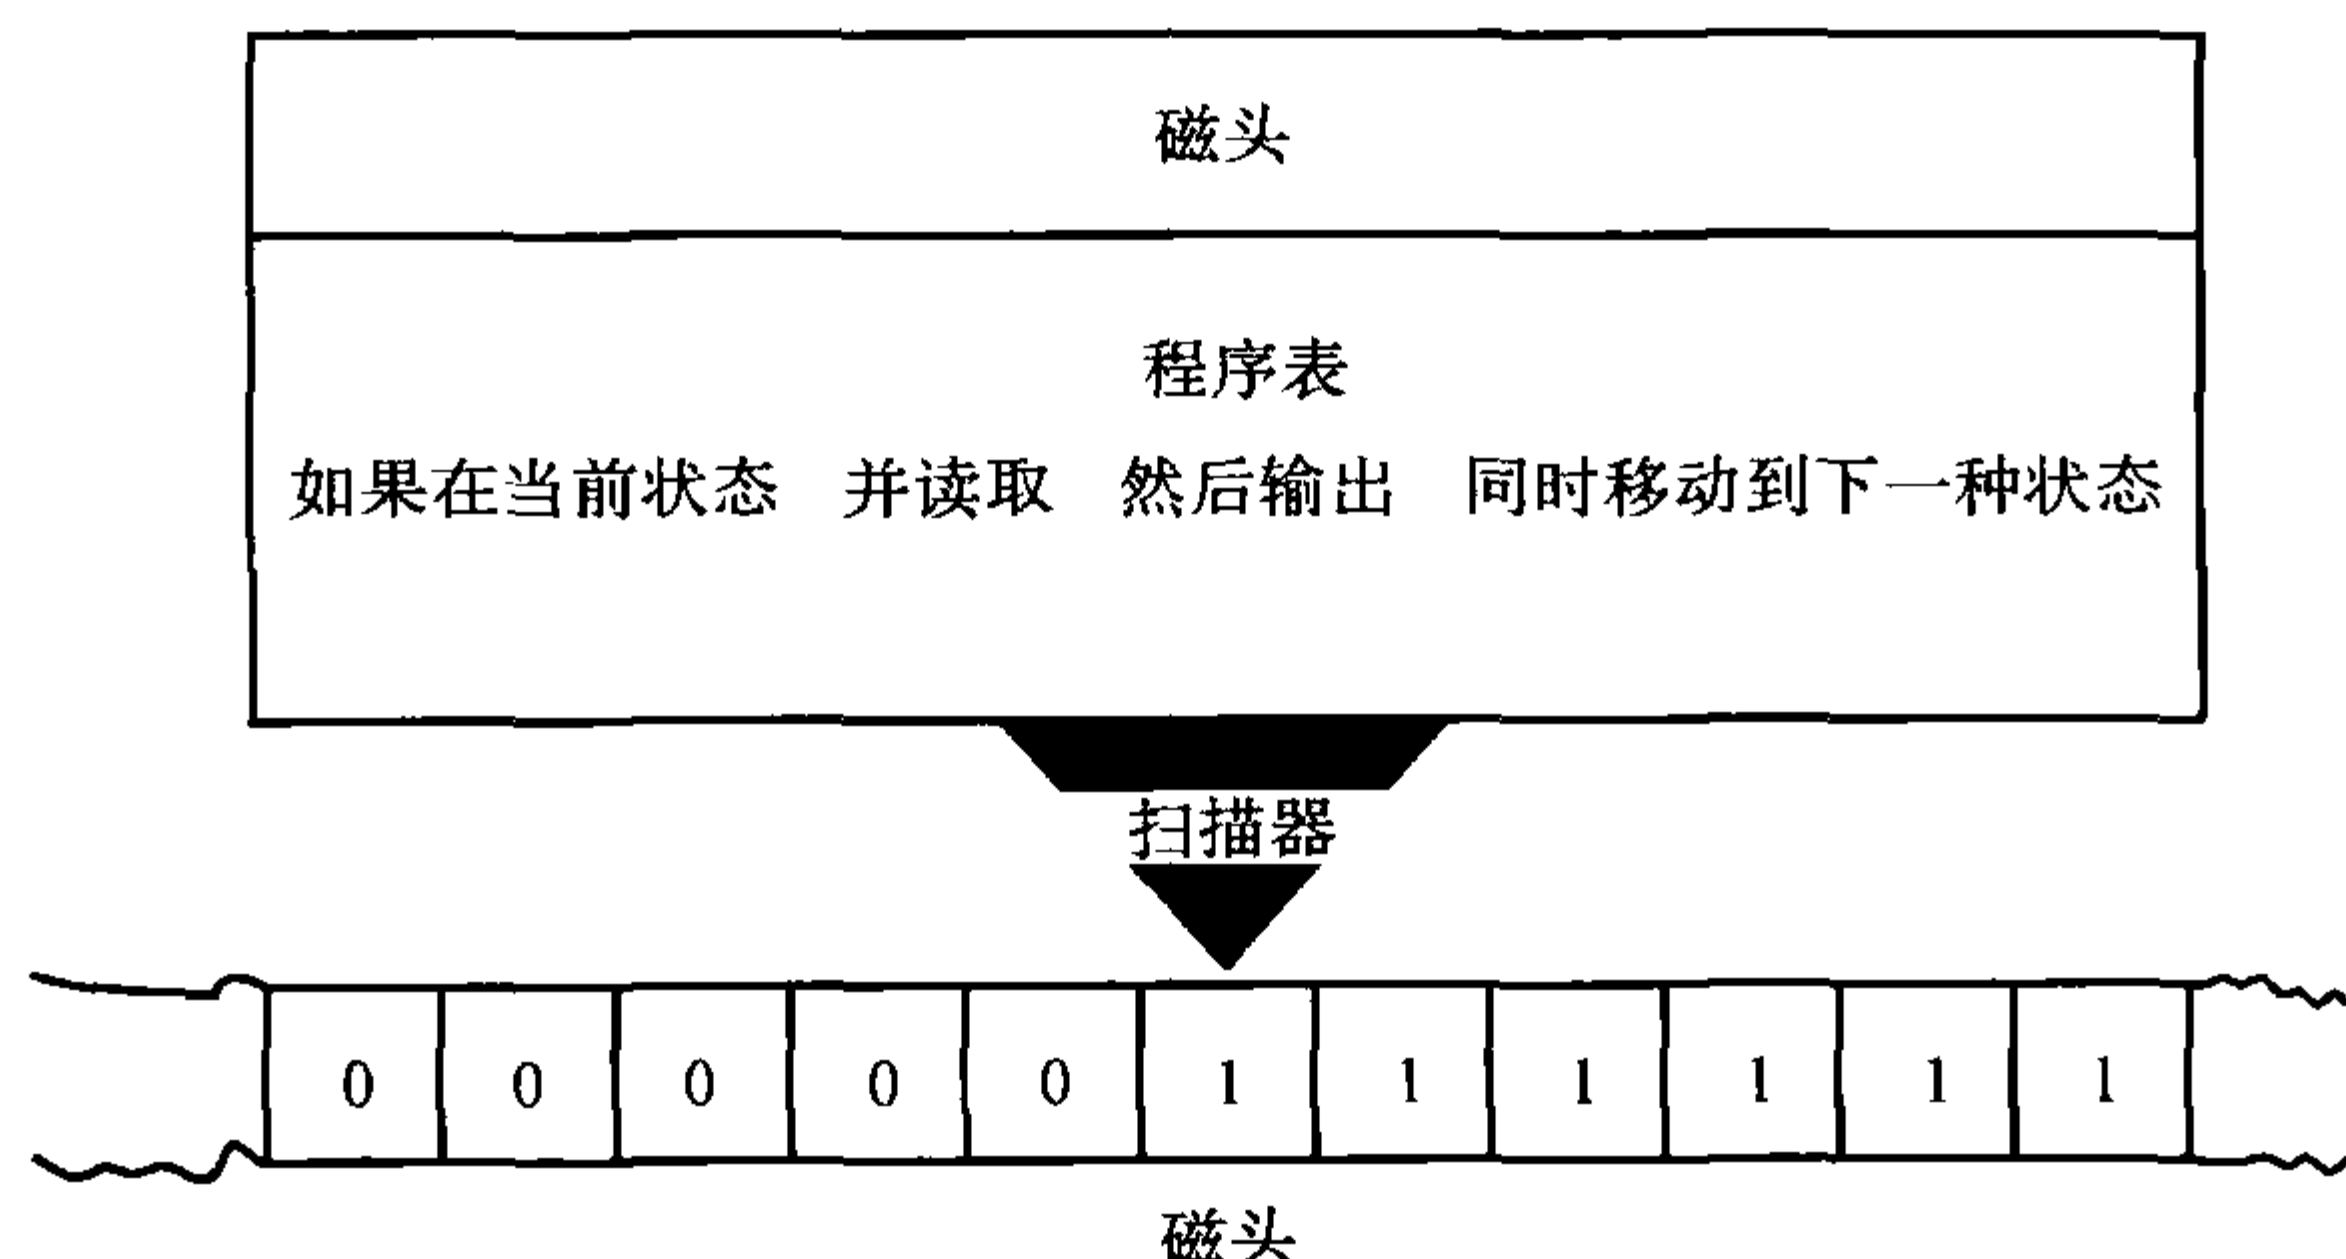 磁头
程序表
如果在当前状态 并读取 然后输出 同时移动到下一种状态
扫描器
0 0 0 0 0 1 1 1 1 1 1
磁头